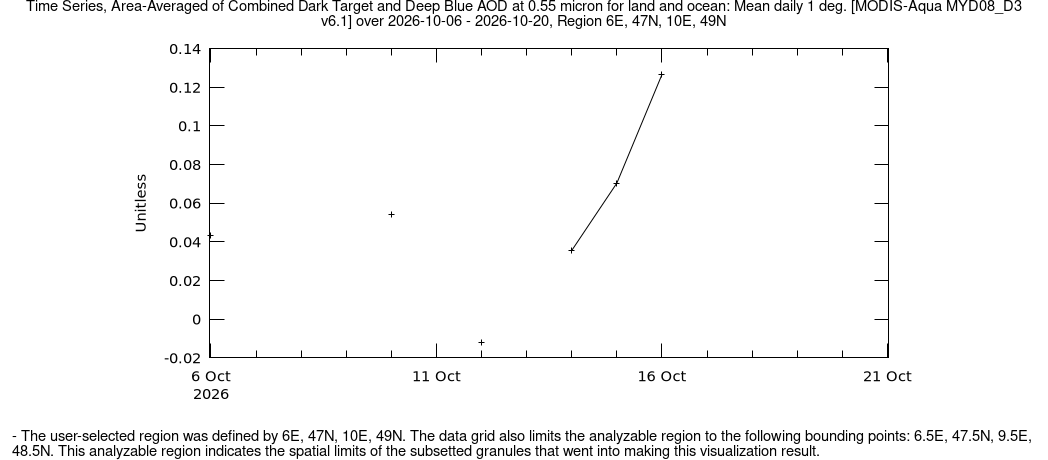 Time Series, Area-Averaged of Combined Dark Target and Deep Blue AOD at 0.55 micron for land and ocean: Mean daily 1 deg. [MODIS-Aqua MYD08_D3
v6.1] over 2026-10-06 - 2026-10-20, Region 6E, 47N, 10E, 49N
0.14
0.12
0.1
0.08
0.06
0.04
0.02
0
-0.02
Unitless
6 Oct 11 Oct 16 Oct 21 Oct
2026
- The user-selected region was defined by 6E, 47N, 10E, 49N. The data grid also limits the analyzable region to the following bounding points: 6.5E, 47.5N, 9.5E,
48.5N. This analyzable region indicates the spatial limits of the subsetted granules that went into making this visualization result.